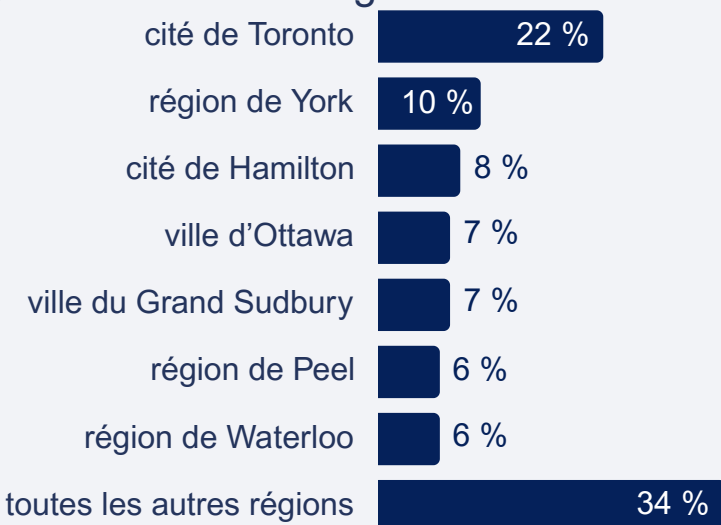 cité de Toronto 22 %
région de York 10 %
cité de Hamilton 8 %
ville d’Ottawa 7 %
ville du Grand Sudbury 7 %
région de Peel 6 %
région de Waterloo 6 %
toutes les autres régions 34 %